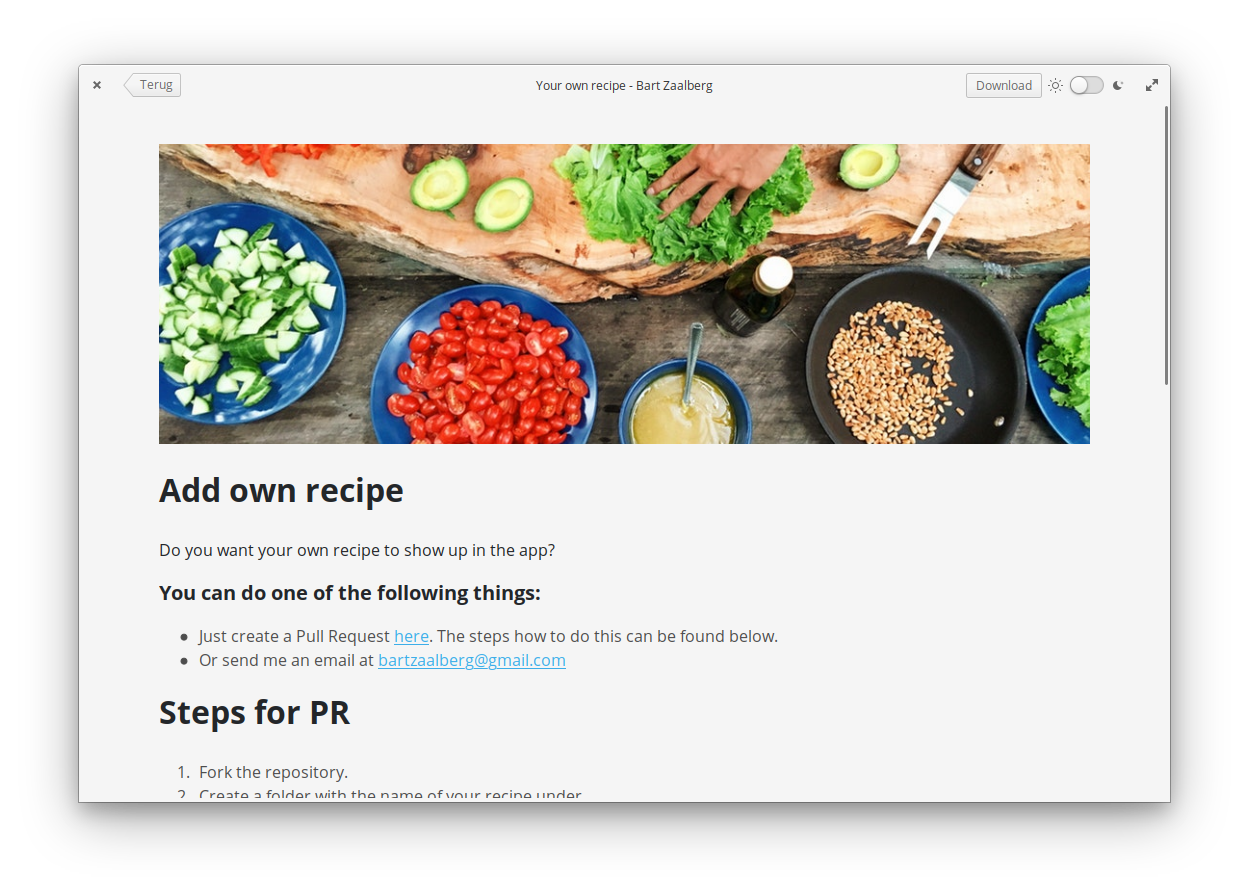 Terug
Your own recipe - Bart Zaalberg
Download
Add own recipe
Do you want your own recipe to show up in the app?
You can do one of the following things:
Just create a Pull Request here. The steps how to do this can be found below.
Or send me an email at bartzaalberg@gmail.com
Steps for PR
1. Fork the repository.
2. Create a folder with the name of your recipe under